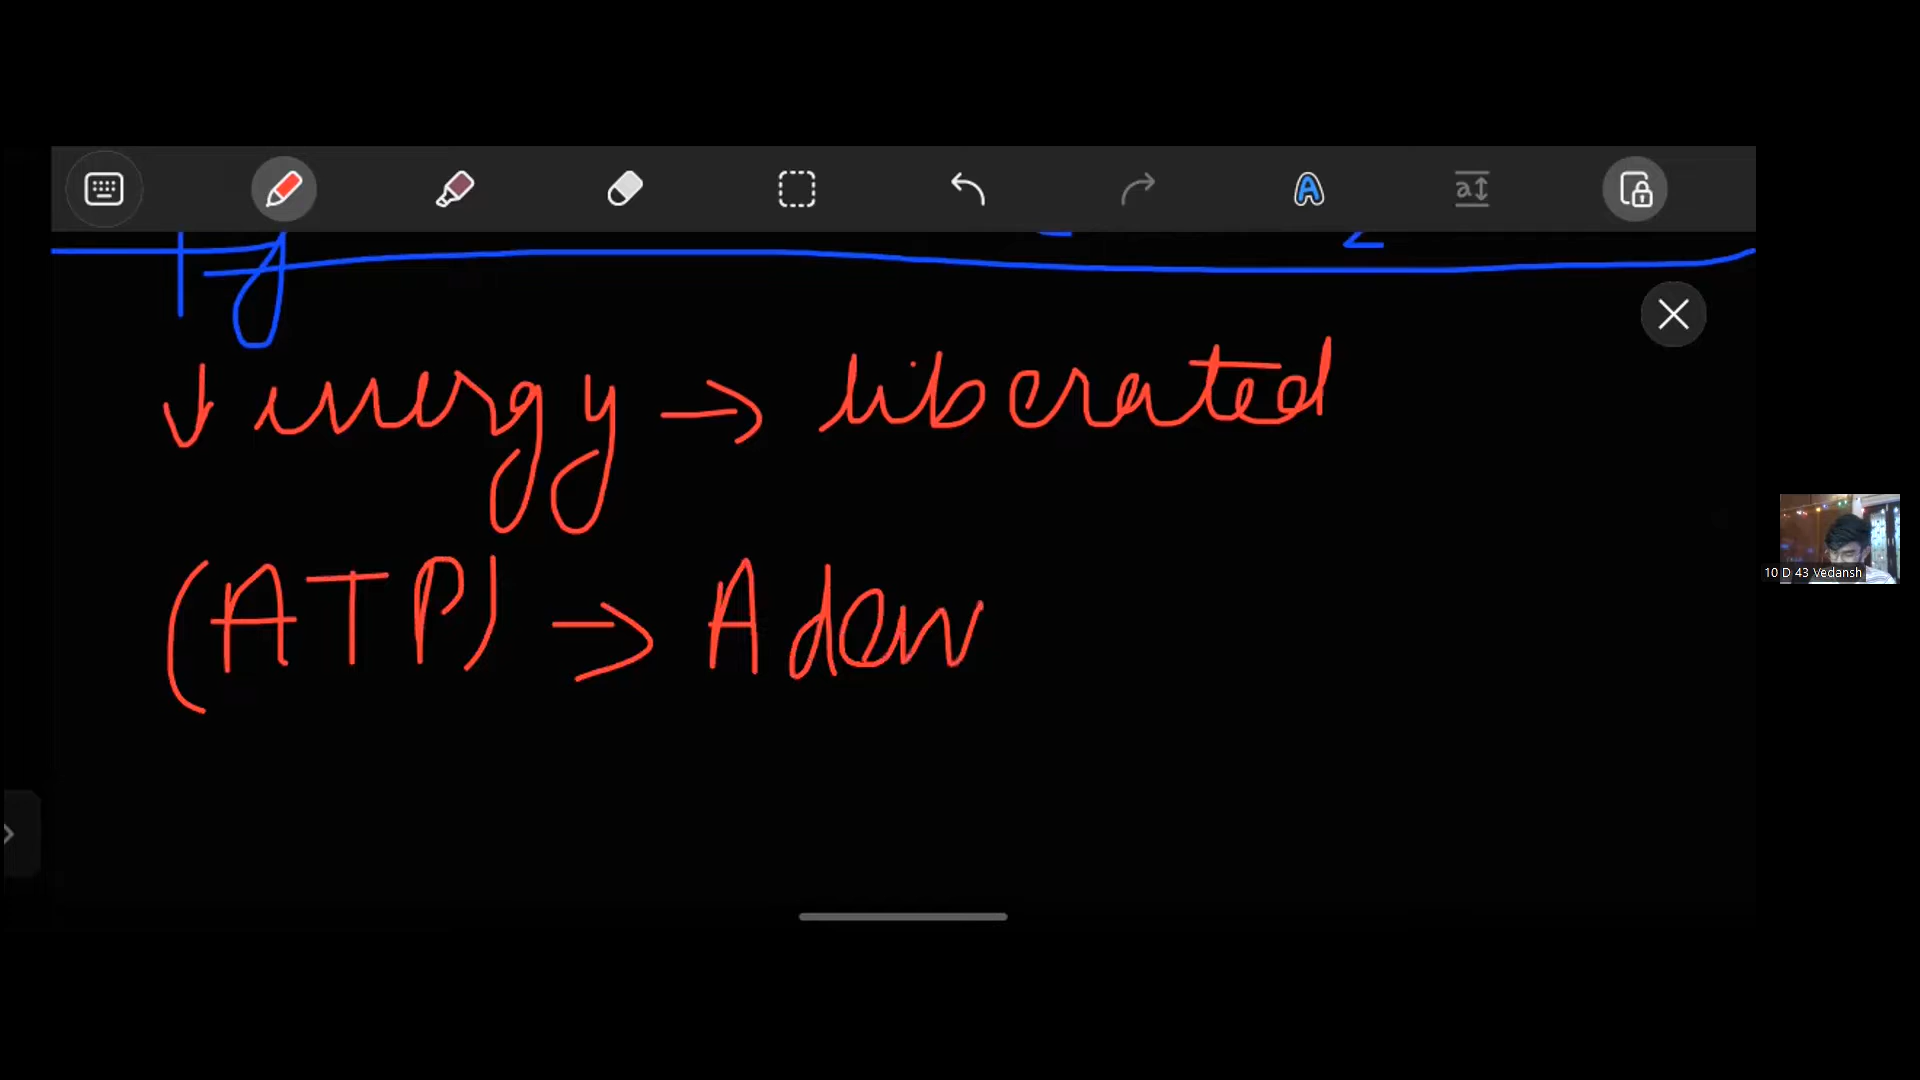 ↓ energy → liberated
(ATP) → Aden
10 D 43 Vedansh